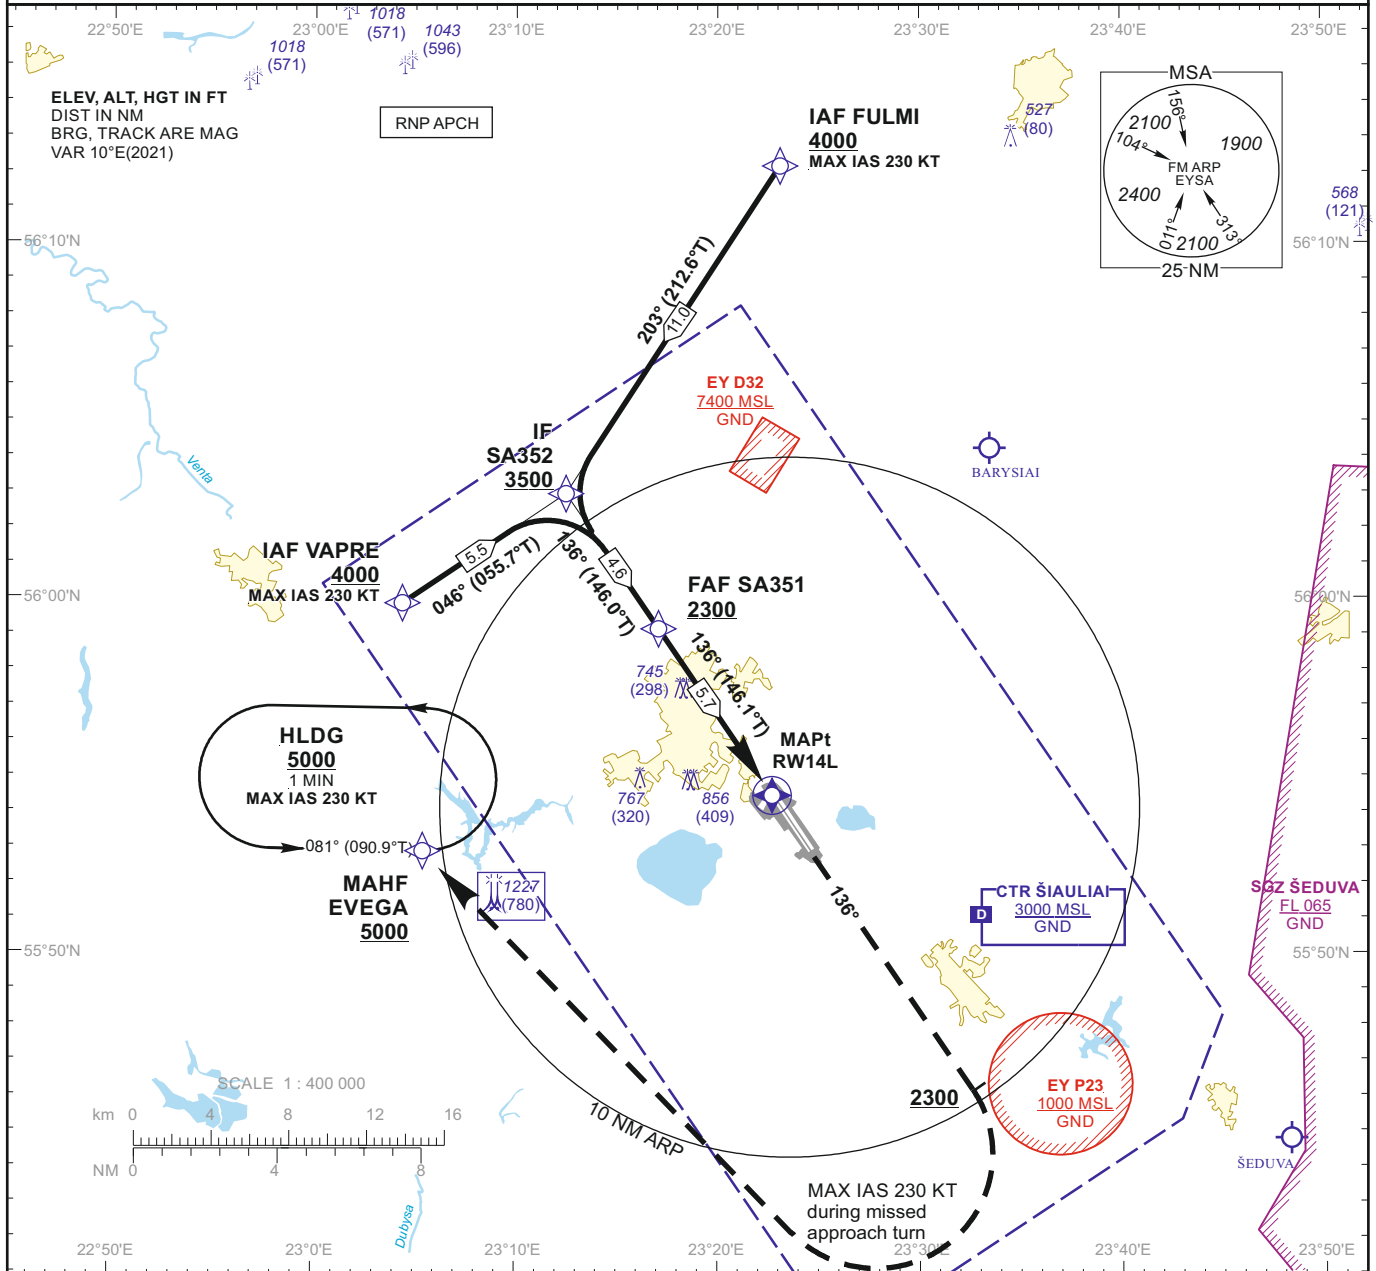 22°50'E
23°00'E
23°10'E
23°20'E
23°30'E
23°40'E
23°50'E
1018
(571)
1043
(596)
1018
(571)
ELEV, ALT, HGT IN FT
DIST IN NM
BRG, TRACK ARE MAG
VAR 10°E(2021)
RNP APCH
IAF FULMI
4000
MAX IAS 230 KT
527
(80)
MSA
156°
2100
104°
1900
FM ARP
EYSA
2400
011°
313°
2100
25 NM
568
(121)
56°10'N
56°10'N
203° (212.6°T)
11.0
EY D32
7400 MSL
GND
IF
SA352
3500
Venta
BARYSIAI
IAF VAPRE
4000
MAX IAS 230 KT
5.5
046° (055.7°T)
136° (146.0°T)
4.6
FAF SA351
2300
56°00'N
56°00'N
136° (146.1°T)
5.7
745
(298)
MAPt
RW14L
HLDG
5000
1 MIN
MAX IAS 230 KT
767
(320)
856
(409)
081° (090.9°T)
MAHF
EVEGA
5000
1227
(780)
136°
CTR ŠIAULIAI
D
3000 MSL
GND
SGZ ŠEDUVA
FL 065
GND
55°50'N
55°50'N
SCALE 1 : 400 000
km 0 4 8 12 16
NM 0 4 8
10 NM ARP
2300
EY P23
1000 MSL
GND
ŠEDUVA
Dubysa
MAX IAS 230 KT
during missed
approach turn
22°50'E
23°00'E
23°10'E
23°20'E
23°30'E
23°40'E
23°50'E